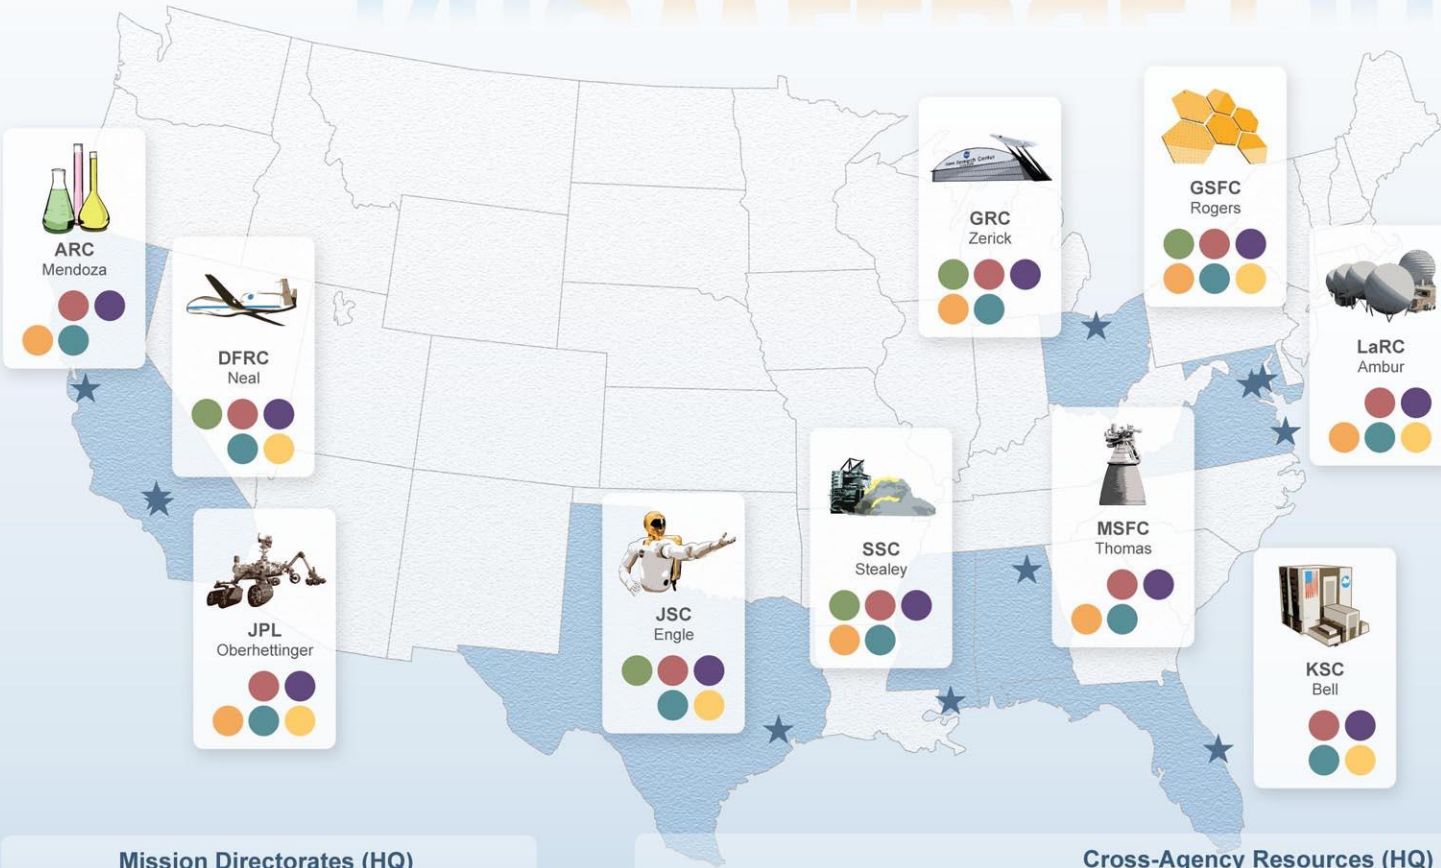 ARC
Mendoza
DFRC
Neal
JPL
Oberhettinger
JSC
Engle
SSC
Stealey
GRC
Zerick
GSFC
Rogers
LaRC
Ambur
MSFC
Thomas
KSC
Bell
Mission Directorates (HQ)
Cross-Agency Resources (HQ)